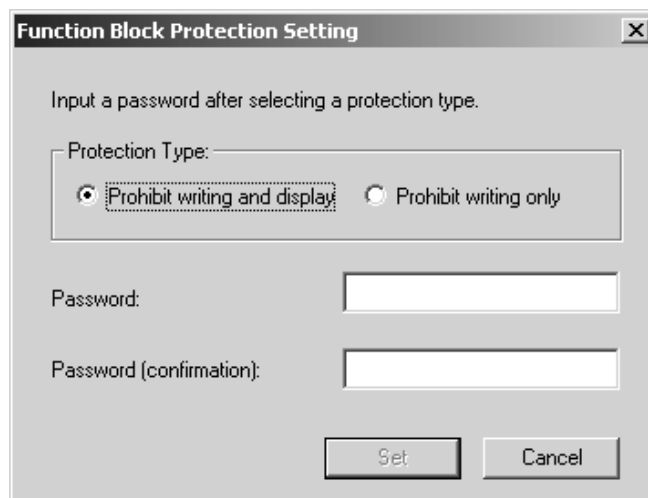 Function Block Protection Setting
Input a password after selecting a protection type.
Protection Type:
Prohibit writing and display Prohibit writing only
Password:
Password (confirmation):
Set Cancel